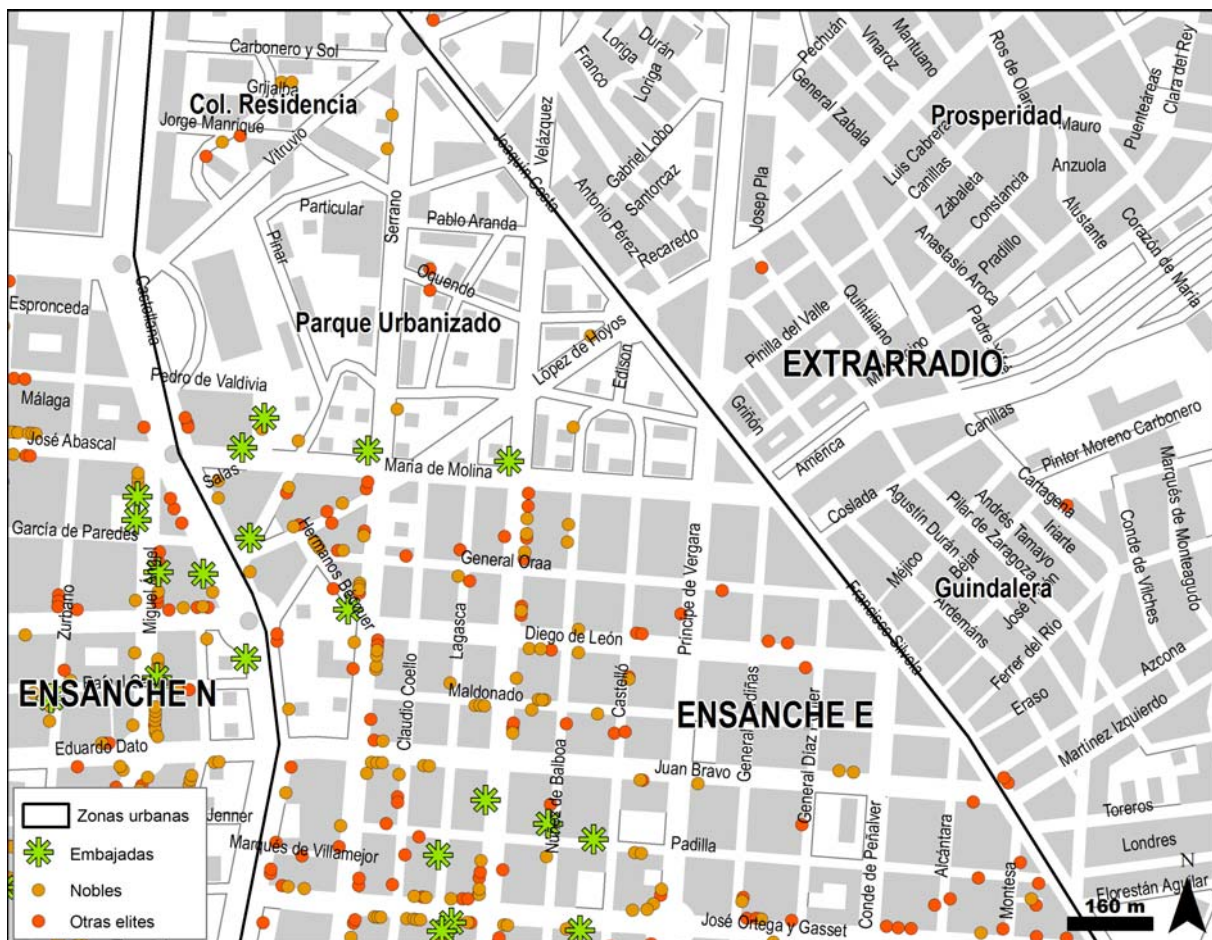 Carbonero y Sol
Grijalba
Col. Residencia
Jorge Manrique
Vitruvio
Particular
Pinar
Serrano
Castellana
Espronceda
Parque Urbanizado
Pedro de Valdivia
Málaga
José Abascal
Salas
García de Paredes
Miguel Ángel
Zurbano
ENSANCHE N
Eduardo Dato
Jenner
Marqués de Villamejor
Hermanos Becquer
Durán
Loriga
Franco
Loriga
Velázquez
Joaquín Costa
Gabriel Lobo
Santorcaz
Antonio Pérez
Recaredo
Pablo Aranda
Oquendo
López de Hoyos
Edison
María de Molina
General Oraa
Lagasca
Claudio Coello
Diego de León
Maldonado
Castelló
Príncipe de Vergara
ENSANCHE E
Núñez de Balboa
Juan Bravo
General
Padilla
Conde de Peñalver
Alcántara
Montesa
José Ortega y Gasset
Pechuán
Vinaroz
Mantuano
General Zabala
Ros de Olano
Prosperidad
Mauro
Puenteáreas
Clara del Rey
Luis Cabrera
Canillas
Zabaleta
Constancia
Anzuola
Alustante
Corazón de María
Josep Pla
Anastasio Aroca
Pradillo
Quintiliano
Padre
Pinilla del Valle
EXTRARRADIO
Griñón
América
Canillas
Pintor Moreno Carbonero
Cartagena
Coslada
Agustín Durán
Pilar de Zaragoza
Andrés Tamayo
Iriarte
Conde de Vilches
Marqués de Monteagudo
Méjico
Béjar
Guindalera
José
Ardemans
Ferrer del Río
Eraso
Azcona
Martínez Izquierdo
Francisco Silvela
Toreros
Londres
Florestán Aguilar
N
160 m
Zonas urbanas
Embajadas
Nobles
Otras elites